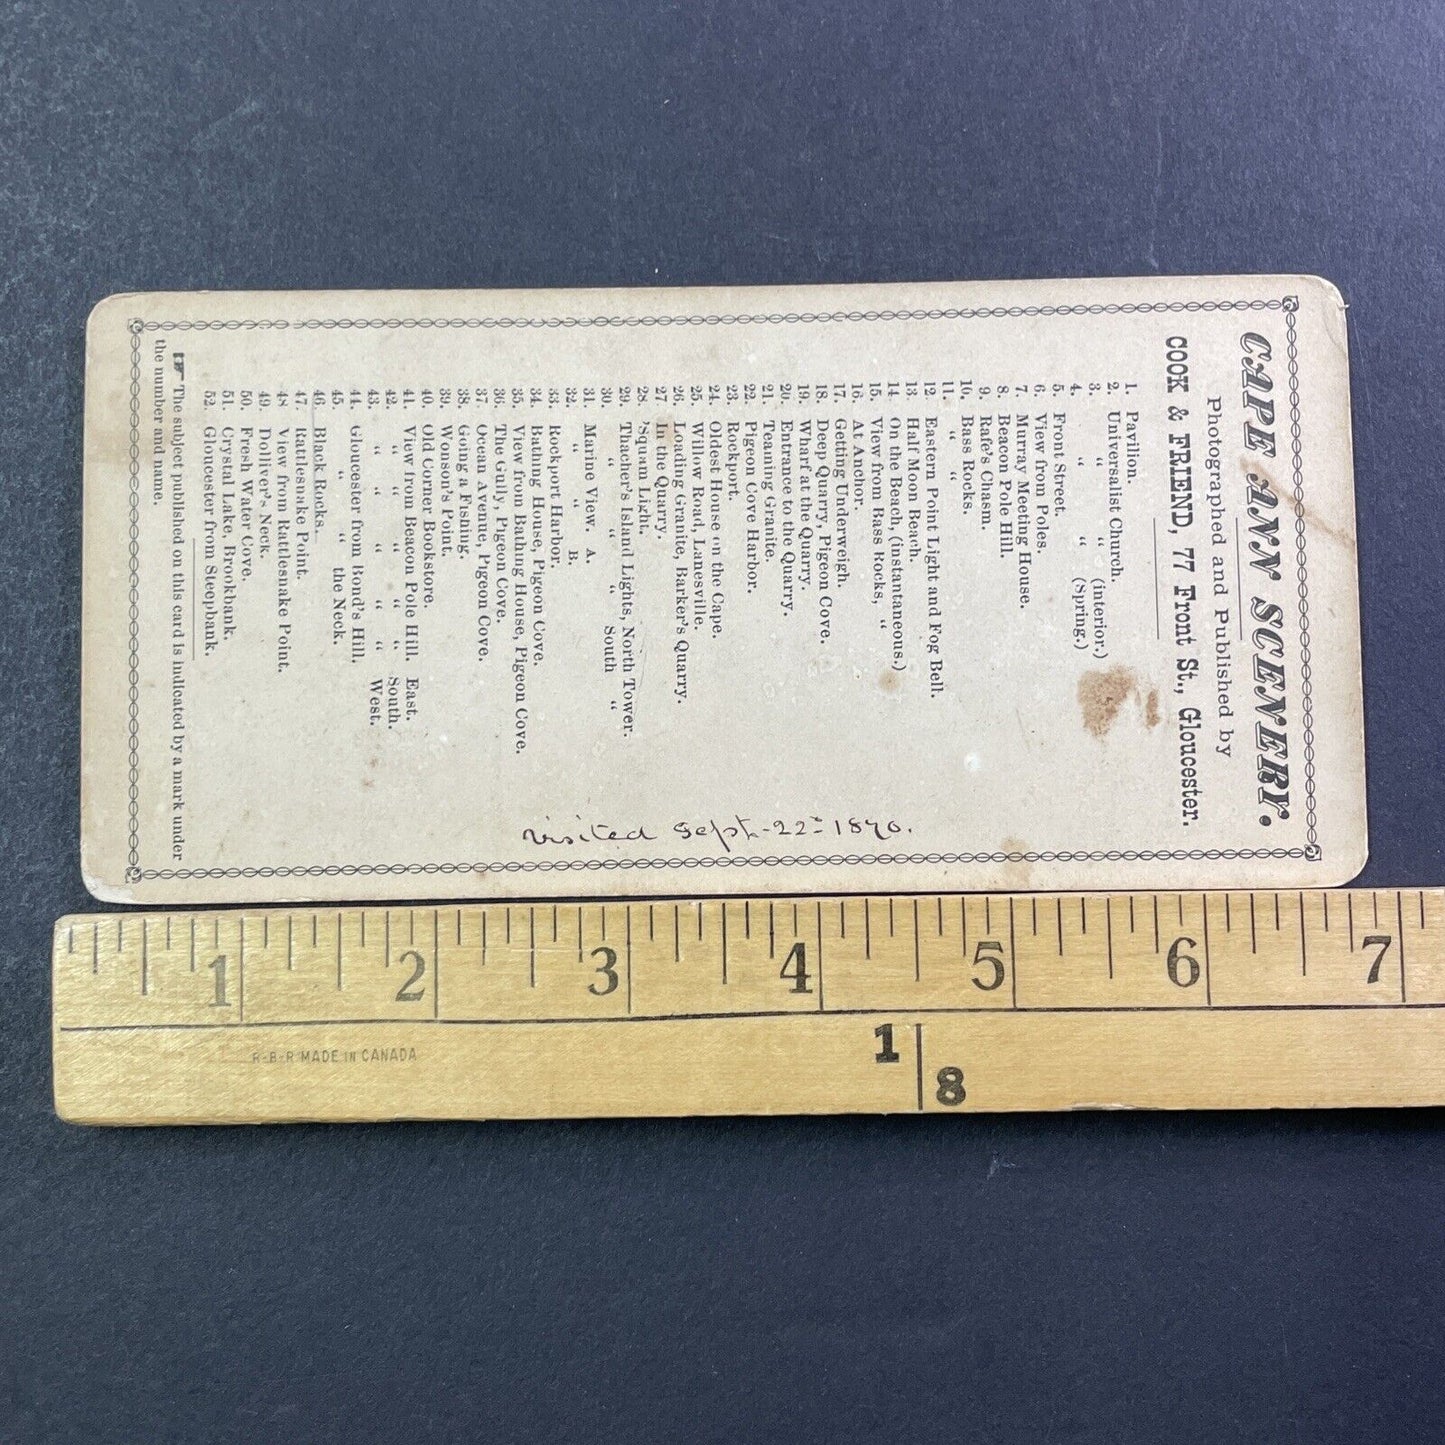 CAPE ANN SCENERY.
Photographed and Published by
COOK & FRIEND, 77 Front St., Gloucester.
1. Pavilion.
2. Universalist Church.
3. " " (Interior.)
4. " " (Spring.)
5. Front Street.
6. View from Poles.
7. Murray Meeting House.
8. Beacon Pole Hill.
9. Rafe's Chasm.
10. Bass Rocks.
11. " "
12. Eastern Point Light and Fog Bell.
13. Half Moon Beach.
14. On the Beach, (instantaneous.)
15. View from Bass Rocks, "
16. At Anchor.
17. Getting Underweigh.
18. Deep Quarry, Pigeon Cove.
19. Wharf at the Quarry.
20. Entrance to the Quarry.
21. Teaming Granite.
22. Pigeon Cove Harbor.
23. Rockport.
24. Oldest House on the Cape.
25. Willow Road, Lanesville.
26. Loading Granite, Barker's Quarry.
27. In the Quarry.
28. 'Squam Light.
29. Thacher's Island Lights, North Tower.
30. " " " South "
31. Marine View. A.
32. " " B.
33. Rockport Harbor.
34. Bathing House, Pigeon Cove.
35. View from Bathing House, Pigeon Cove.
36. The Gully, Pigeon Cove.
37. Ocean Avenue, Pigeon Cove.
38. Going a Fishing.
39. Wonson's Point.
40. Old Corner Bookstore.
41. View from Beacon Pole Hill. East.
42. " " " " South.
43. " " " " West.
44. Gloucester from Bond's Hill.
45. " " the Neck.
46 Black Rocks.
47. Rattlesnake Point.
48 View from Rattlesnake Point.
49. Dolliver's Neck.
50. Fresh Water Cove.
51. Crystal Lake, Brookbank.
52. Gloucester from Steepbank.
☞ The subject published on this card is indicated by a mark under
the number and name.
visited Sept. 22d 1870.
1 2 3 4 5 6 7
R-B-R MADE IN CANADA
1
8